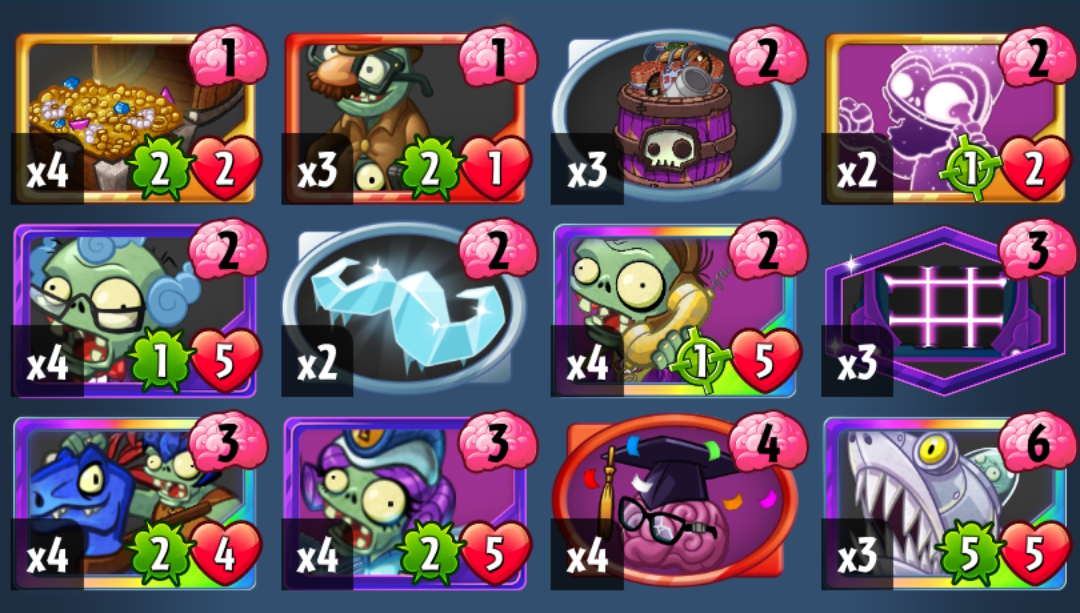 1 1 2 2
x4 2 2 x3 2 1 x3 x2 1 2
2 2 2 3
x4 1 5 x2 x4 1 5 x3
3 3 4 6
x4 2 4 x4 2 5 x4 x3 5 5